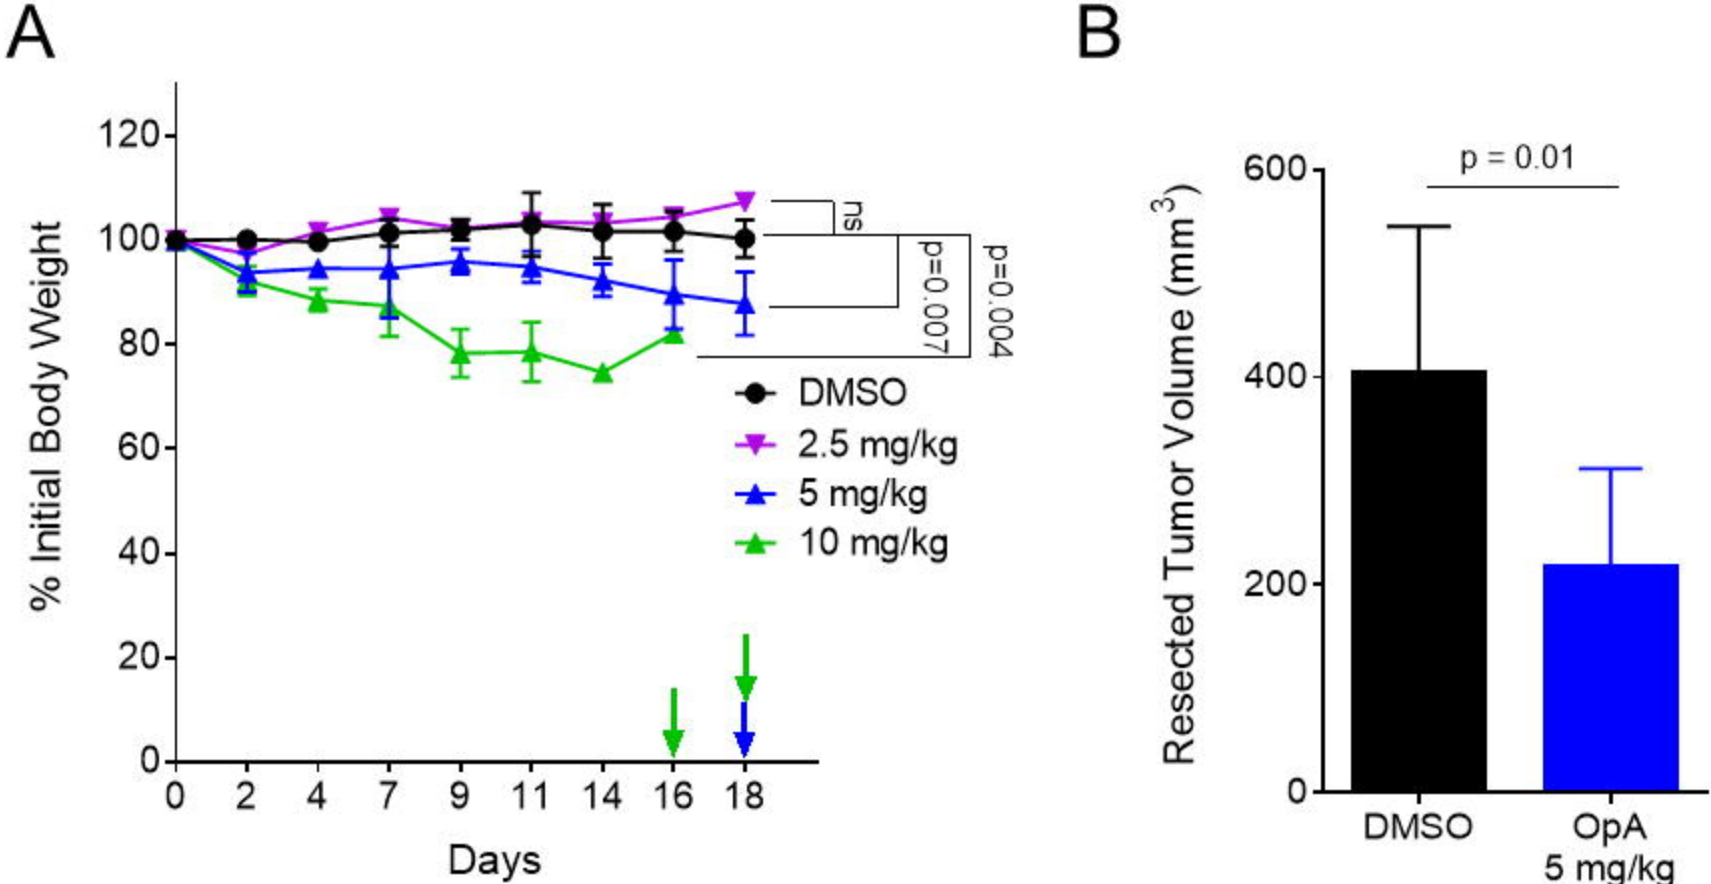 A
% Initial Body Weight
120
100
80
60
40
20
0
0 2 4 7 9 11 14 16 18
Days
ns
p=0.007
p=0.004
DMSO
2.5 mg/kg
5 mg/kg
10 mg/kg
B
Resected Tumor Volume (mm³)
600
400
200
0
p = 0.01
DMSO
OpA
5 mg/kg